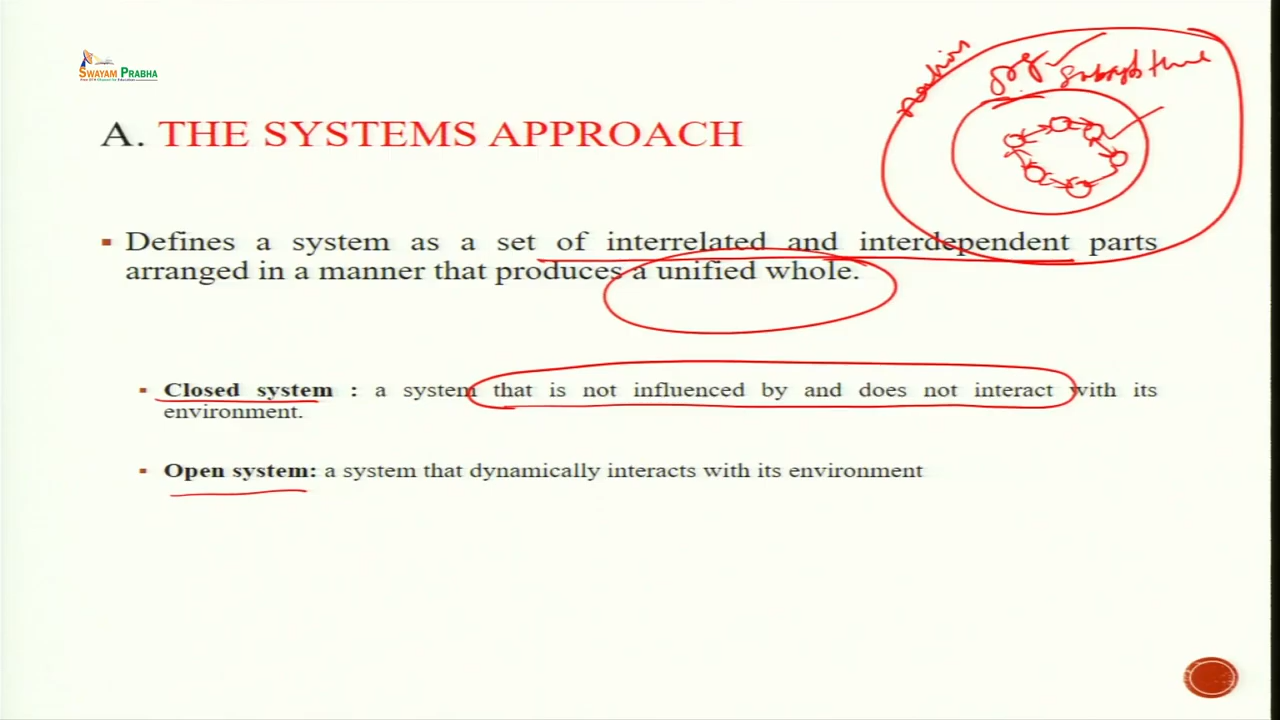 SWAYAM PRABHA
A. THE SYSTEMS APPROACH
▪ Defines a system as a set of interrelated and interdependent parts
arranged in a manner that produces a unified whole.
▪ Closed system : a system that is not influenced by and does not interact with its
environment.
▪ Open system: a system that dynamically interacts with its environment